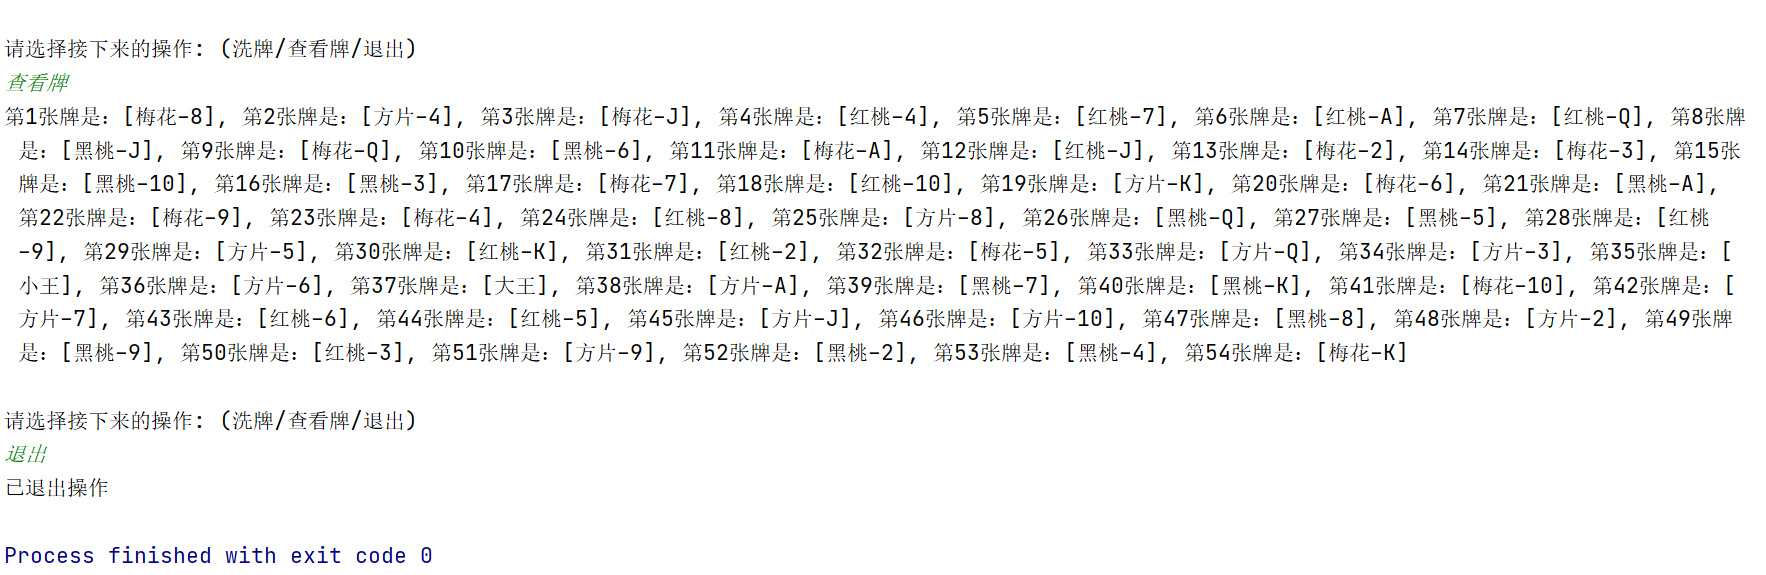 请选择接下来的操作: (洗牌/查看牌/退出)
查看牌
第1张牌是：[梅花-8], 第2张牌是：[方片-4], 第3张牌是：[梅花-J], 第4张牌是：[红桃-4], 第5张牌是：[红桃-7], 第6张牌是：[红桃-A], 第7张牌是：[红桃-Q], 第8张牌
是：[黑桃-J], 第9张牌是：[梅花-Q], 第10张牌是：[黑桃-6], 第11张牌是：[梅花-A], 第12张牌是：[红桃-J], 第13张牌是：[梅花-2], 第14张牌是：[梅花-3], 第15张
牌是：[黑桃-10], 第16张牌是：[黑桃-3], 第17张牌是：[梅花-7], 第18张牌是：[红桃-10], 第19张牌是：[方片-K], 第20张牌是：[梅花-6], 第21张牌是：[黑桃-A],
第22张牌是：[梅花-9], 第23张牌是：[梅花-4], 第24张牌是：[红桃-8], 第25张牌是：[方片-8], 第26张牌是：[黑桃-Q], 第27张牌是：[黑桃-5], 第28张牌是：[红桃
-9], 第29张牌是：[方片-5], 第30张牌是：[红桃-K], 第31张牌是：[红桃-2], 第32张牌是：[梅花-5], 第33张牌是：[方片-Q], 第34张牌是：[方片-3], 第35张牌是：[
小王], 第36张牌是：[方片-6], 第37张牌是：[大王], 第38张牌是：[方片-A], 第39张牌是：[黑桃-7], 第40张牌是：[黑桃-K], 第41张牌是：[梅花-10], 第42张牌是：[
方片-7], 第43张牌是：[红桃-6], 第44张牌是：[红桃-5], 第45张牌是：[方片-J], 第46张牌是：[方片-10], 第47张牌是：[黑桃-8], 第48张牌是：[方片-2], 第49张牌
是：[黑桃-9], 第50张牌是：[红桃-3], 第51张牌是：[方片-9], 第52张牌是：[黑桃-2], 第53张牌是：[黑桃-4], 第54张牌是：[梅花-K]
请选择接下来的操作: (洗牌/查看牌/退出)
退出
已退出操作
Process finished with exit code 0